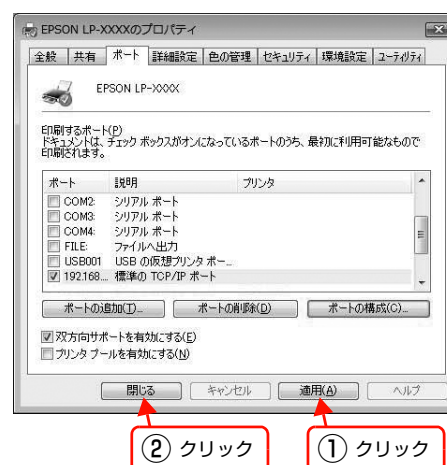 EPSON LP-XXXXのプロパティ
全般 共有 ポート 詳細設定 色の管理 セキュリティ 環境設定 ユーティリティ
EPSON LP-XXXX
印刷するポート(P)
ドキュメントは、チェック ボックスがオンになっているポートのうち、最初に利用可能なもので
印刷されます。
ポート 説明 プリンタ
COM2: シリアル ポート
COM3: シリアル ポート
COM4: シリアル ポート
FILE: ファイルへ出力
USB001 USB の仮想プリンタ ポー...
192.168.... 標準の TCP/IP ポート
ポートの追加(T)... ポートの削除(D) ポートの構成(C)...
双方向サポートを有効にする(E)
プリンタ プールを有効にする(N)
閉じる キャンセル 適用(A) ヘルプ
② クリック ① クリック